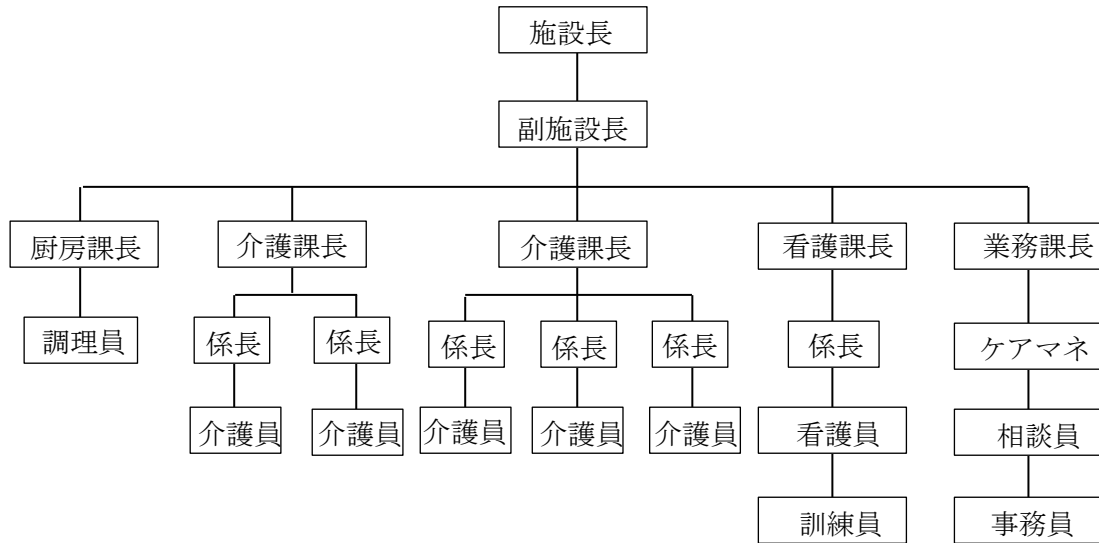 施設長
副施設長
厨房課長
介護課長
介護課長
看護課長
業務課長
調理員
係長
係長
係長
係長
係長
係長
ケアマネ
介護員
介護員
介護員
介護員
介護員
看護員
相談員
訓練員
事務員